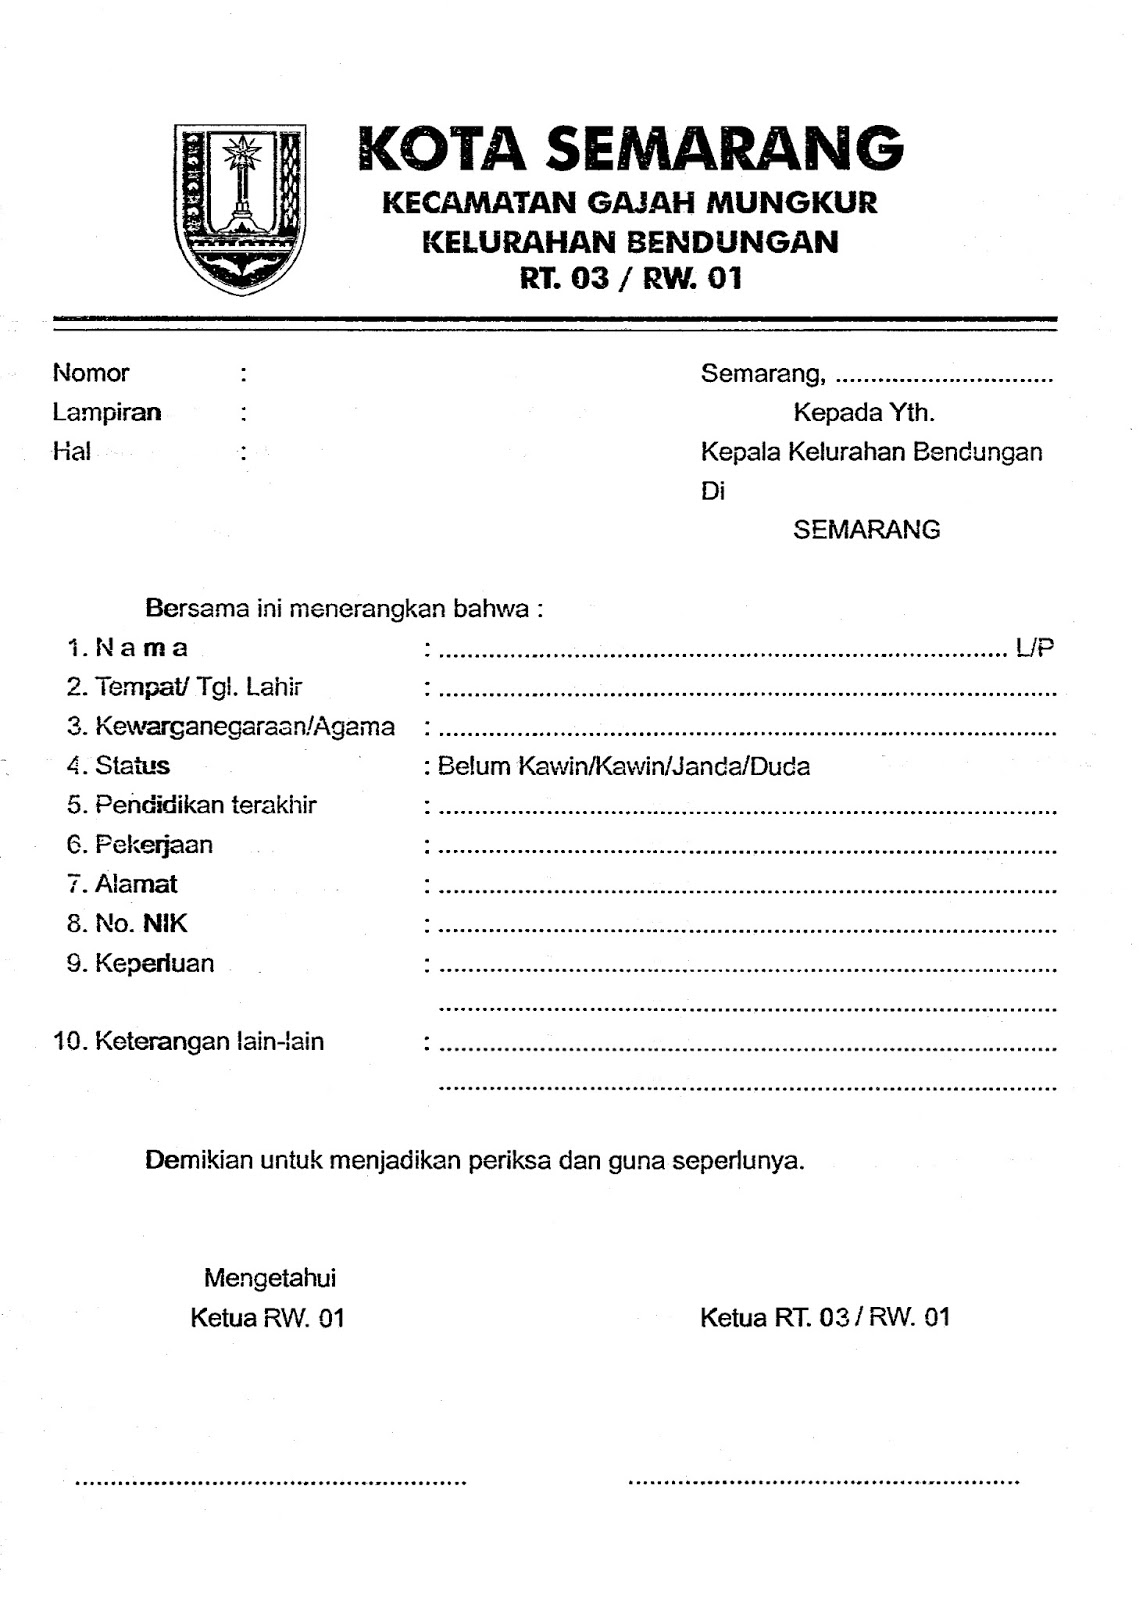 KOTA SEMARANG
KECAMATAN GAJAH MUNGKUR
KELURAHAN BENDUNGAN
RT. 03 / RW. 01
Nomor : Semarang, ...............................
Lampiran : Kepada Yth.
Hal : Kepala Kelurahan Bendungan
Di
SEMARANG
Bersama ini menerangkan bahwa :
1. N a m a : ................................................................................ L/P
2. Tempat/ Tgl. Lahir : ........................................................................................
3. Kewarganegaraan/Agama : ........................................................................................
4. Status : Belum Kawin/Kawin/Janda/Duda
5. Pendidikan terakhir : ........................................................................................
6. Pekerjaan : ........................................................................................
7. Alamat : ........................................................................................
8. No. NIK : ........................................................................................
9. Keperluan : ........................................................................................
........................................................................................
10. Keterangan lain-lain : ........................................................................................
........................................................................................
Demikian untuk menjadikan periksa dan guna seperlunya.
Mengetahui
Ketua RW. 01 Ketua RT. 03 / RW. 01
....................................................... .......................................................